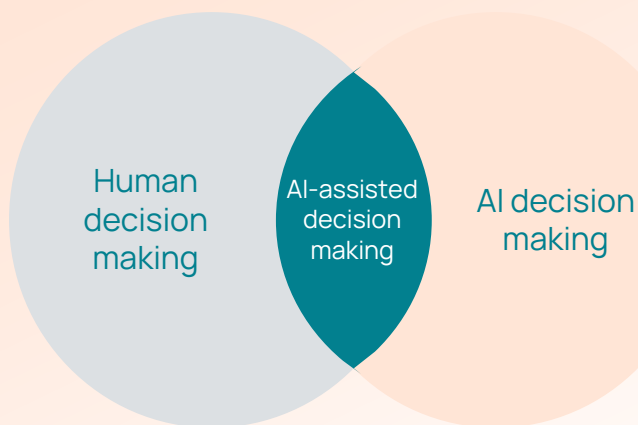 Human
decision
making
AI-assisted
decision
making
AI decision
making